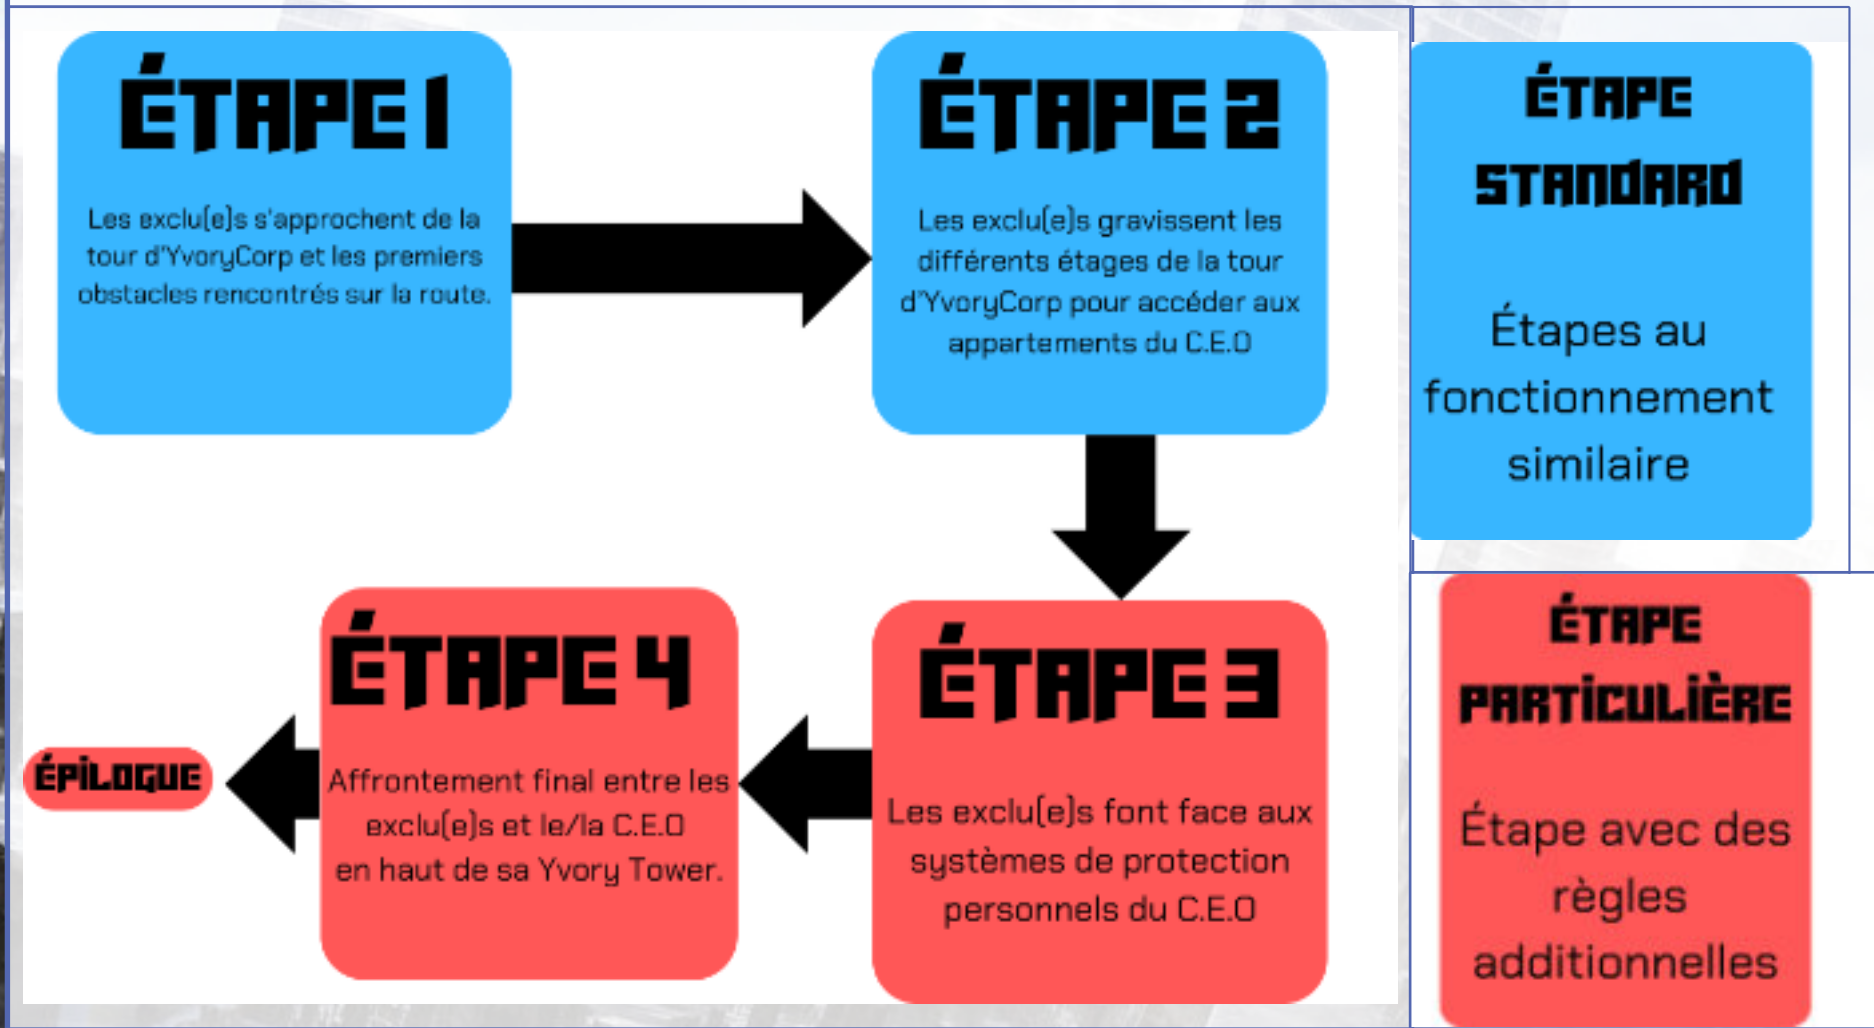 ÉTAPE 1
Les exclu(e)s s'approchent de la
tour d'YvoryCorp et les premiers
obstacles rencontrés sur la route.
ÉTAPE 2
Les exclu(e)s gravissent les
différents étages de la tour
d'YvoryCorp pour accéder aux
appartements du C.E.O
ÉTAPE 3
Les exclu(e)s font face aux
systèmes de protection
personnels du C.E.O
ÉTAPE 4
Affrontement final entre les
exclu(e)s et le/la C.E.O
en haut de sa Yvory Tower.
ÉPILOGUE
ÉTAPE
STANDARD
Étapes au
fonctionnement
similaire
ÉTAPE
PARTICULIÈRE
Étape avec des
règles
additionnelles